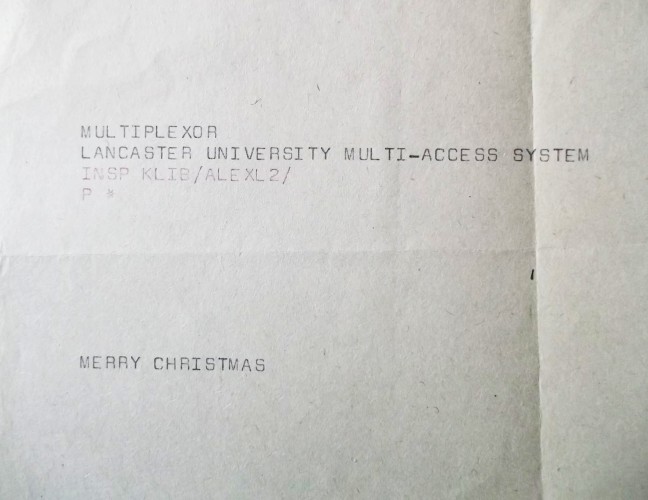 MULTIPLEXOR
LANCASTER UNIVERSITY MULTI-ACCESS SYSTEM
INSP KLIB/ALEXL2/
P *
MERRY CHRISTMAS